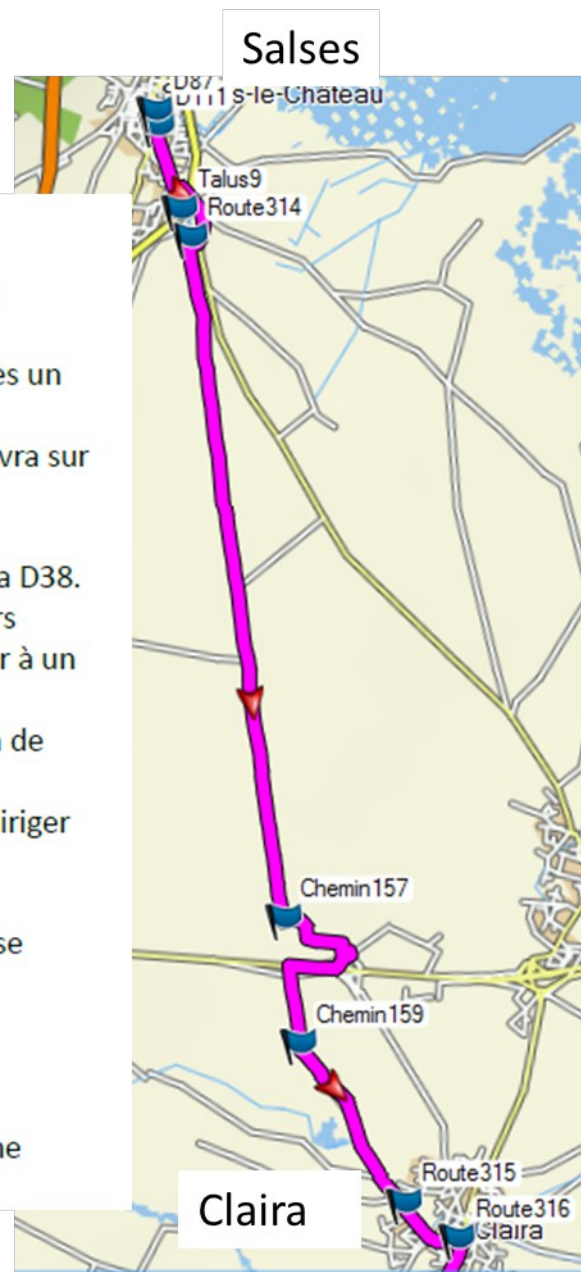 Salses
D87
D111
s-le-Château
Talus9
Route314
es un
vra sur
a D38.
rs
r à un
de
iriger
Chemin157
se
Chemin159
ne
Route315
Claira
Route316
Claira